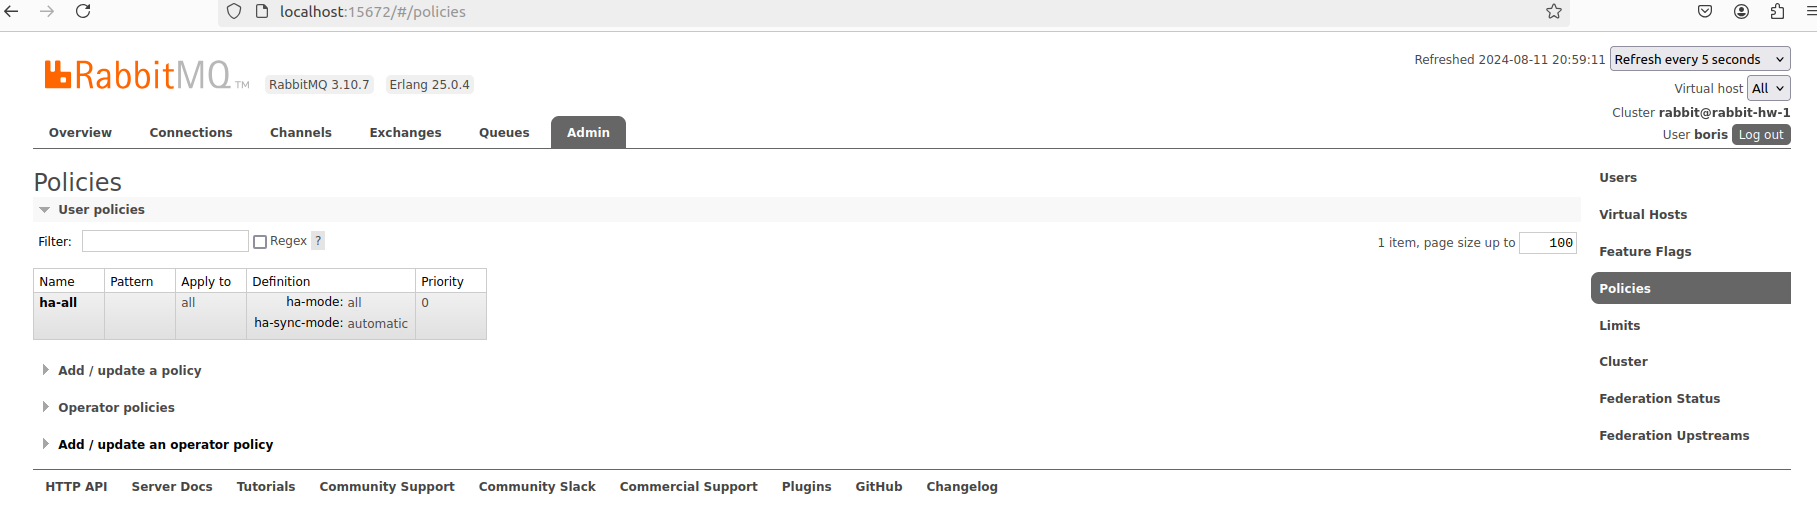 localhost:15672/#/policies
RabbitMQ TM RabbitMQ 3.10.7 Erlang 25.0.4
Refreshed 2024-08-11 20:59:11 Refresh every 5 seconds
Virtual host All
Cluster rabbit@rabbit-hw-1
User boris Log out
Overview Connections Channels Exchanges Queues Admin
Policies
User policies
Filter: Regex ?
1 item, page size up to 100
Name Pattern Apply to Definition Priority
ha-all all ha-mode: all 0
ha-sync-mode: automatic
Add / update a policy
Operator policies
Add / update an operator policy
Users
Virtual Hosts
Feature Flags
Policies
Limits
Cluster
Federation Status
Federation Upstreams
HTTP API Server Docs Tutorials Community Support Community Slack Commercial Support Plugins GitHub Changelog